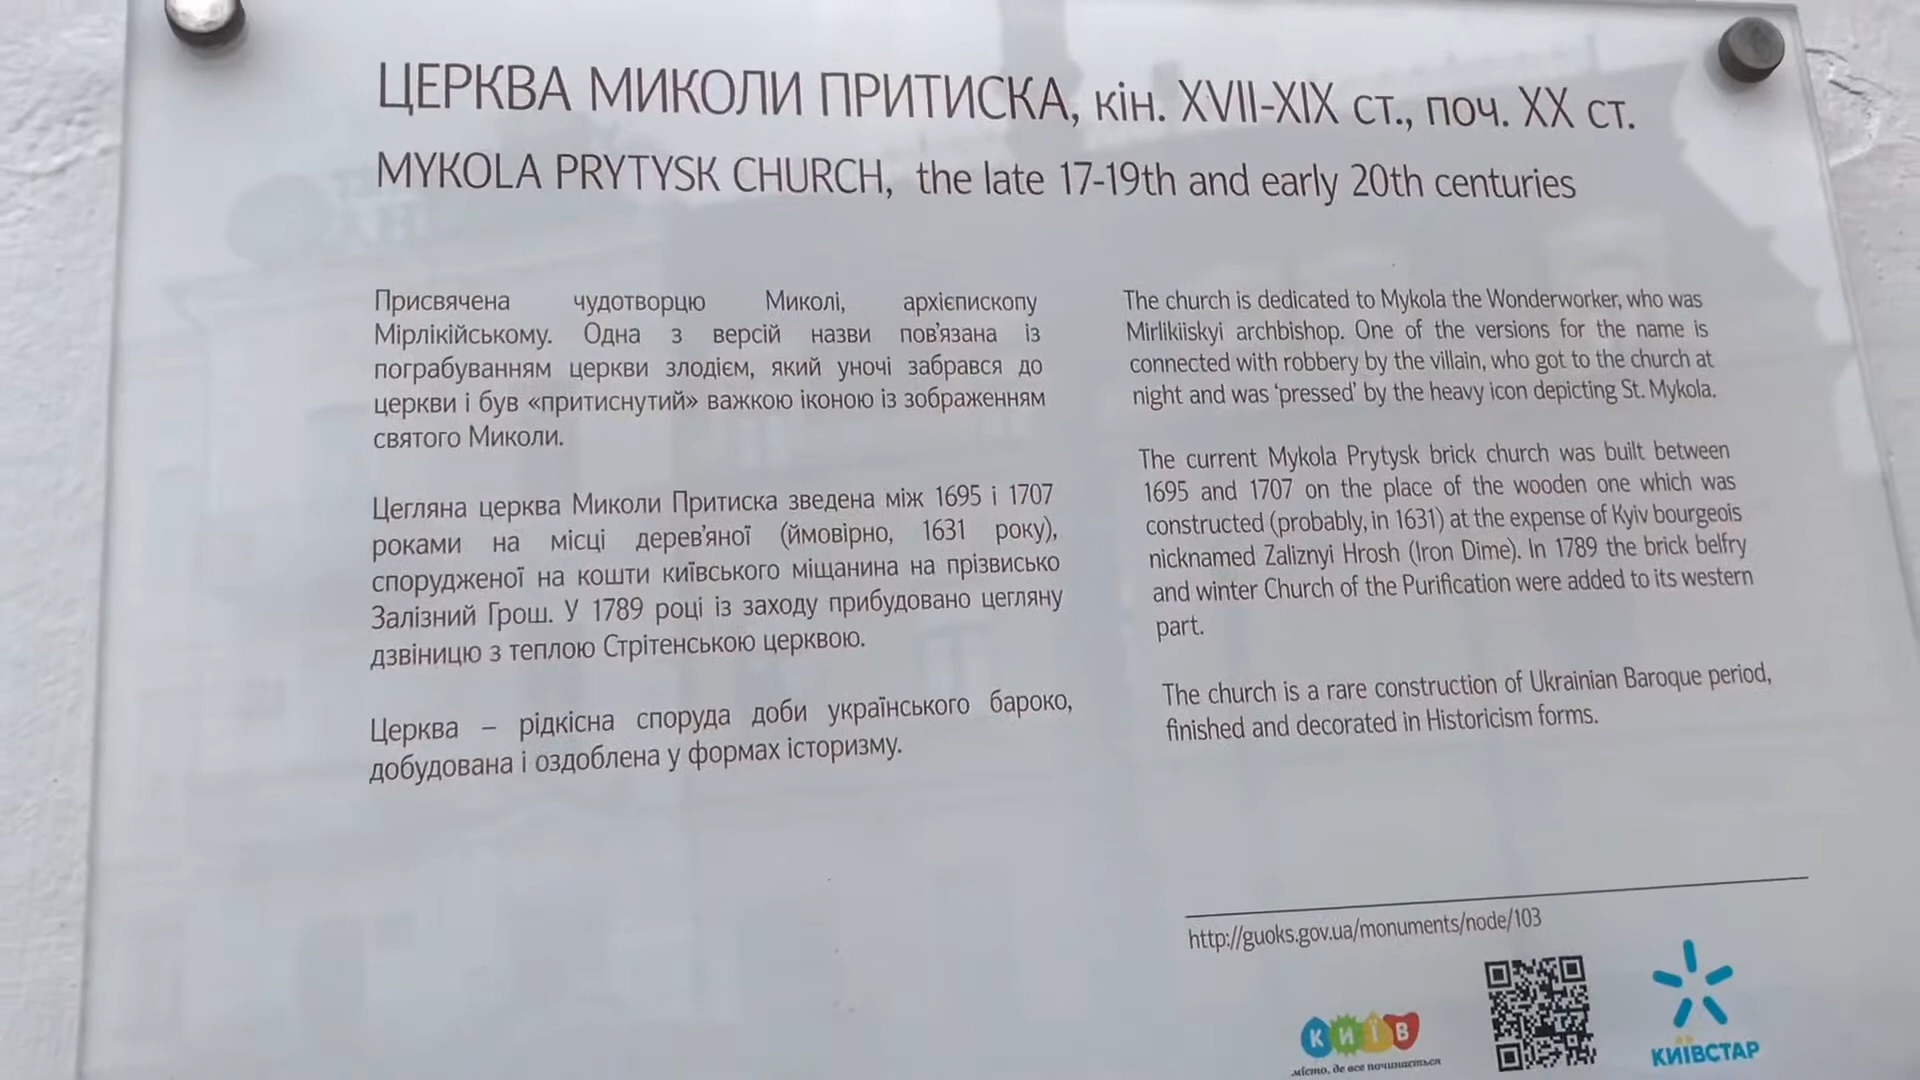 ЦЕРКВА МИКОЛИ ПРИТИСКА, кін. XVII-XIX ст., поч. XX ст.
MYKOLA PRYTYSK CHURCH, the late 17-19th and early 20th centuries
Присвячена чудотворцю Миколі, архієпископу
Мірлікійському. Одна з версій назви пов'язана із
пограбуванням церкви злодієм, який уночі забрався до
церкви і був «притиснутий» важкою іконою із зображенням
святого Миколи.
Цегляна церква Миколи Притиска зведена між 1695 і 1707
роками на місці дерев'яної (ймовірно, 1631 року),
спорудженої на кошти київського міщанина на прізвисько
Залізний Грош. У 1789 році із заходу прибудовано цегляну
дзвіницю з теплою Стрітенською церквою.
Церква – рідкісна споруда доби українського бароко,
добудована і оздоблена у формах історизму.
The church is dedicated to Mykola the Wonderworker, who was
Mirlikiiskyi archbishop. One of the versions for the name is
connected with robbery by the villain, who got to the church at
night and was 'pressed' by the heavy icon depicting St. Mykola.
The current Mykola Prytysk brick church was built between
1695 and 1707 on the place of the wooden one which was
constructed (probably, in 1631) at the expense of Kyiv bourgeois
nicknamed Zaliznyi Hrosh (Iron Dime). In 1789 the brick belfry
and winter Church of the Purification were added to its western
part.
The church is a rare construction of Ukrainian Baroque period,
finished and decorated in Historicism forms.
http://guoks.gov.ua/monuments/node/103
КИЇВ
місто, де все починається
КИЇВСТАР